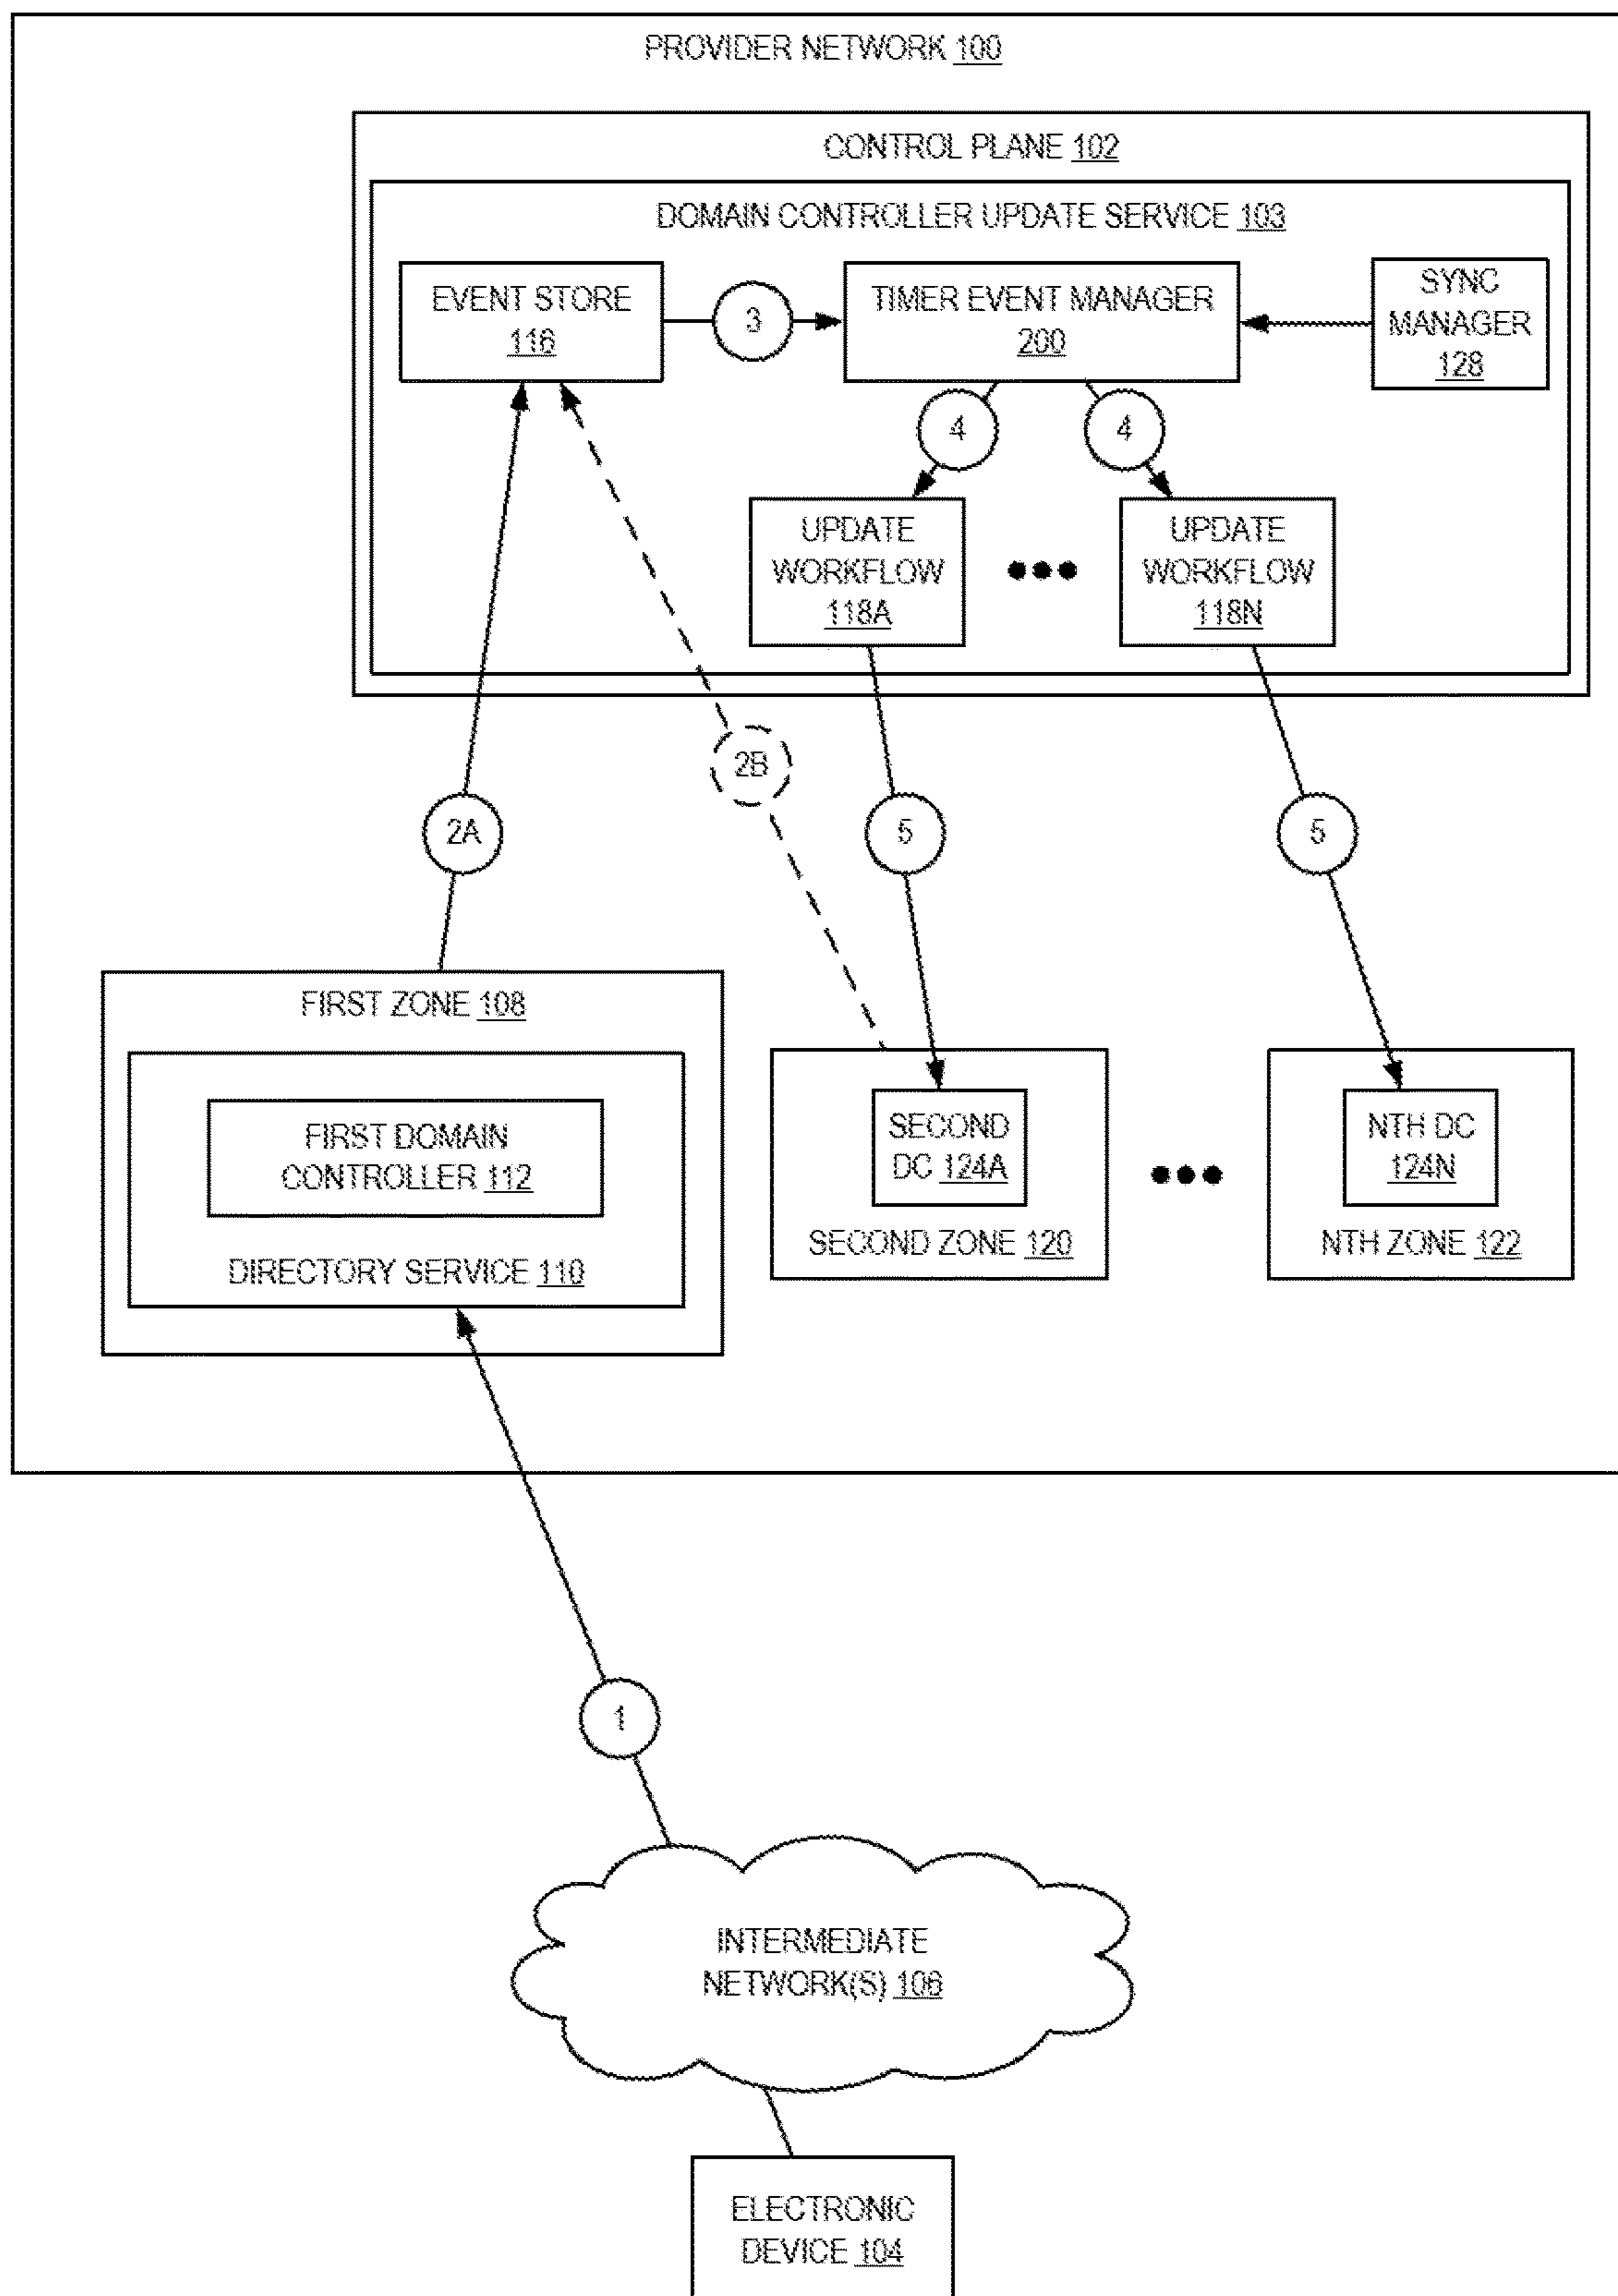 PROVIDER NETWORK 100
CONTROL PLANE 102
DOMAIN CONTROLLER UPDATE SERVICE 103
EVENT STORE
116
3
TIMER EVENT MANAGER
200
SYNC
MANAGER
128
4
4
UPDATE
WORKFLOW
118A
UPDATE
WORKFLOW
118N
2B
2A
5
5
FIRST ZONE 108
FIRST DOMAIN
CONTROLLER 112
DIRECTORY SERVICE 110
SECOND
DC 124A
SECOND ZONE 120
NTH DC
124N
NTH ZONE 122
1
INTERMEDIATE
NETWORK(S) 106
ELECTRONIC
DEVICE 104